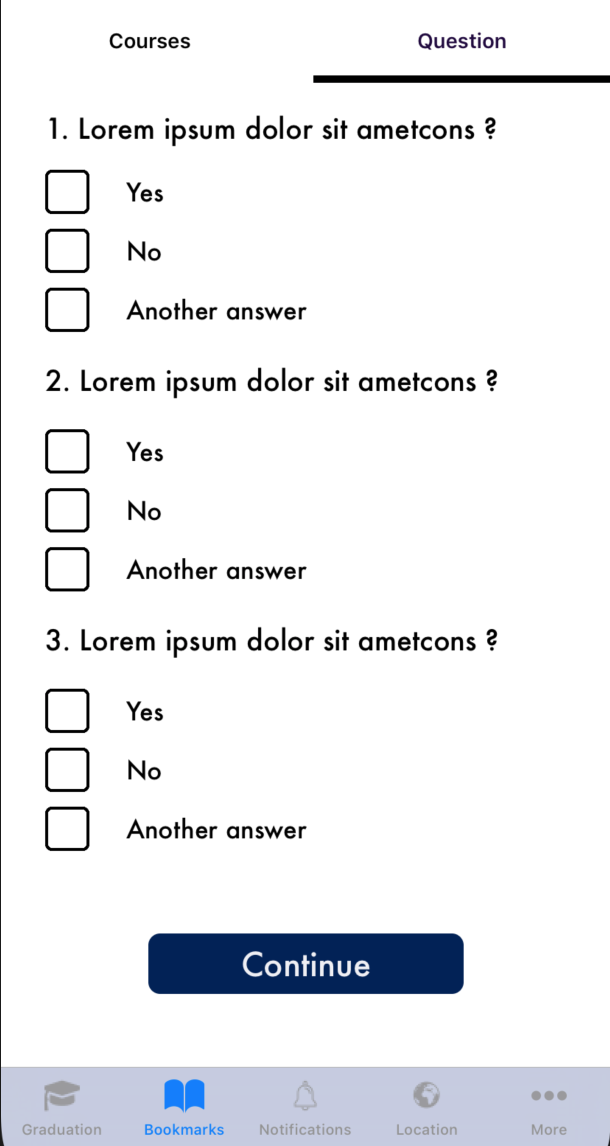 Courses Question
1. Lorem ipsum dolor sit ametcons ?
Yes
No
Another answer
2. Lorem ipsum dolor sit ametcons ?
Yes
No
Another answer
3. Lorem ipsum dolor sit ametcons ?
Yes
No
Another answer
Continue
Graduation Bookmarks Notifications Location More